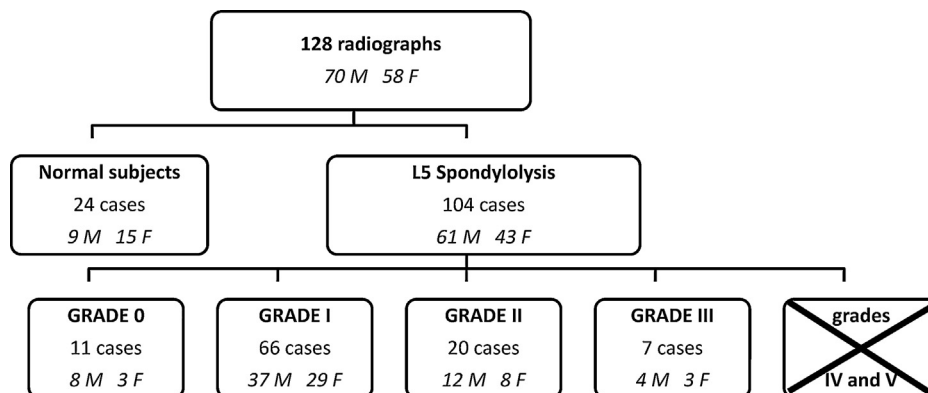 128 radiographs
70 M 58 F
Normal subjects
24 cases
9 M 15 F
L5 Spondylolysis
104 cases
61 M 43 F
GRADE 0
11 cases
8 M 3 F
GRADE I
66 cases
37 M 29 F
GRADE II
20 cases
12 M 8 F
GRADE III
7 cases
4 M 3 F
grades
IV and V